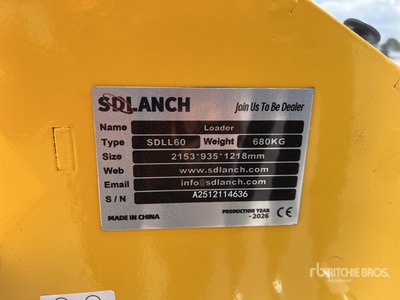 SDLANCH Join Us To Be Dealer
Name Loader
Type SDLL60 Weight 680KG
Size 2153*935*1218mm
Web www.sdlanch.com
Email info@sdlanch.com
S / N A2512114636
MADE IN CHINA PRODUCTION YEAR -2026 CE
rb RITCHIE BROS.